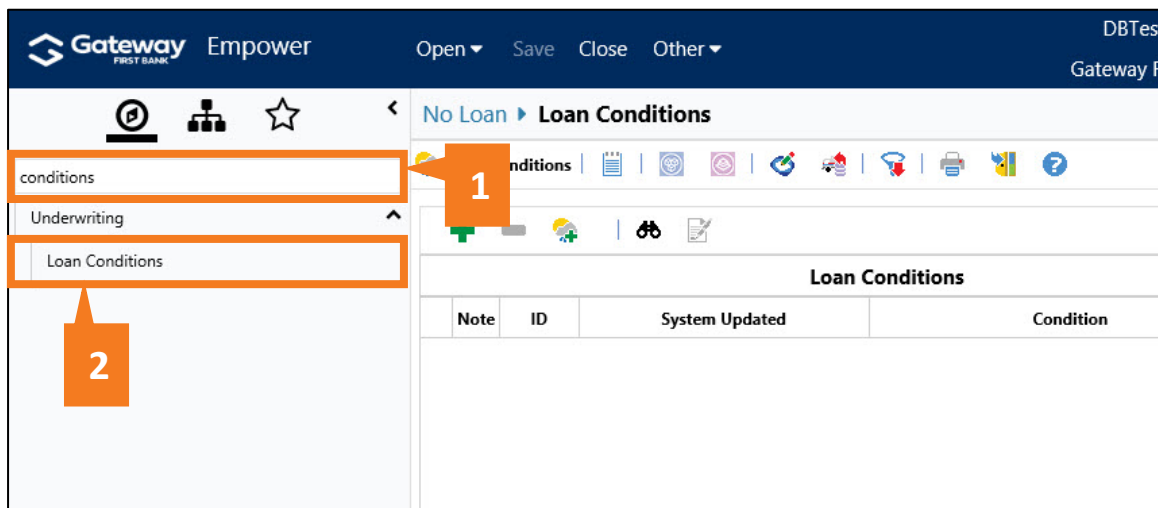 Gateway
FIRST BANK
Empower
Open Save Close Other
DBTes
Gateway F
No Loan Loan Conditions
conditions
1
nditions
Underwriting
Loan Conditions
2
Loan Conditions
Note ID System Updated Condition